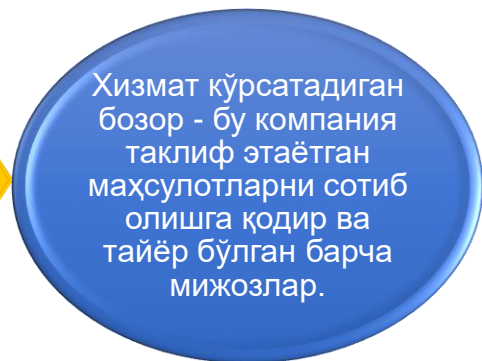 Хизмат кўрсатадиган
бозор - бу компания
таклиф этаётган
маҳсулотларни сотиб
олишга қодир ва
тайёр бўлган барча
мижозлар.